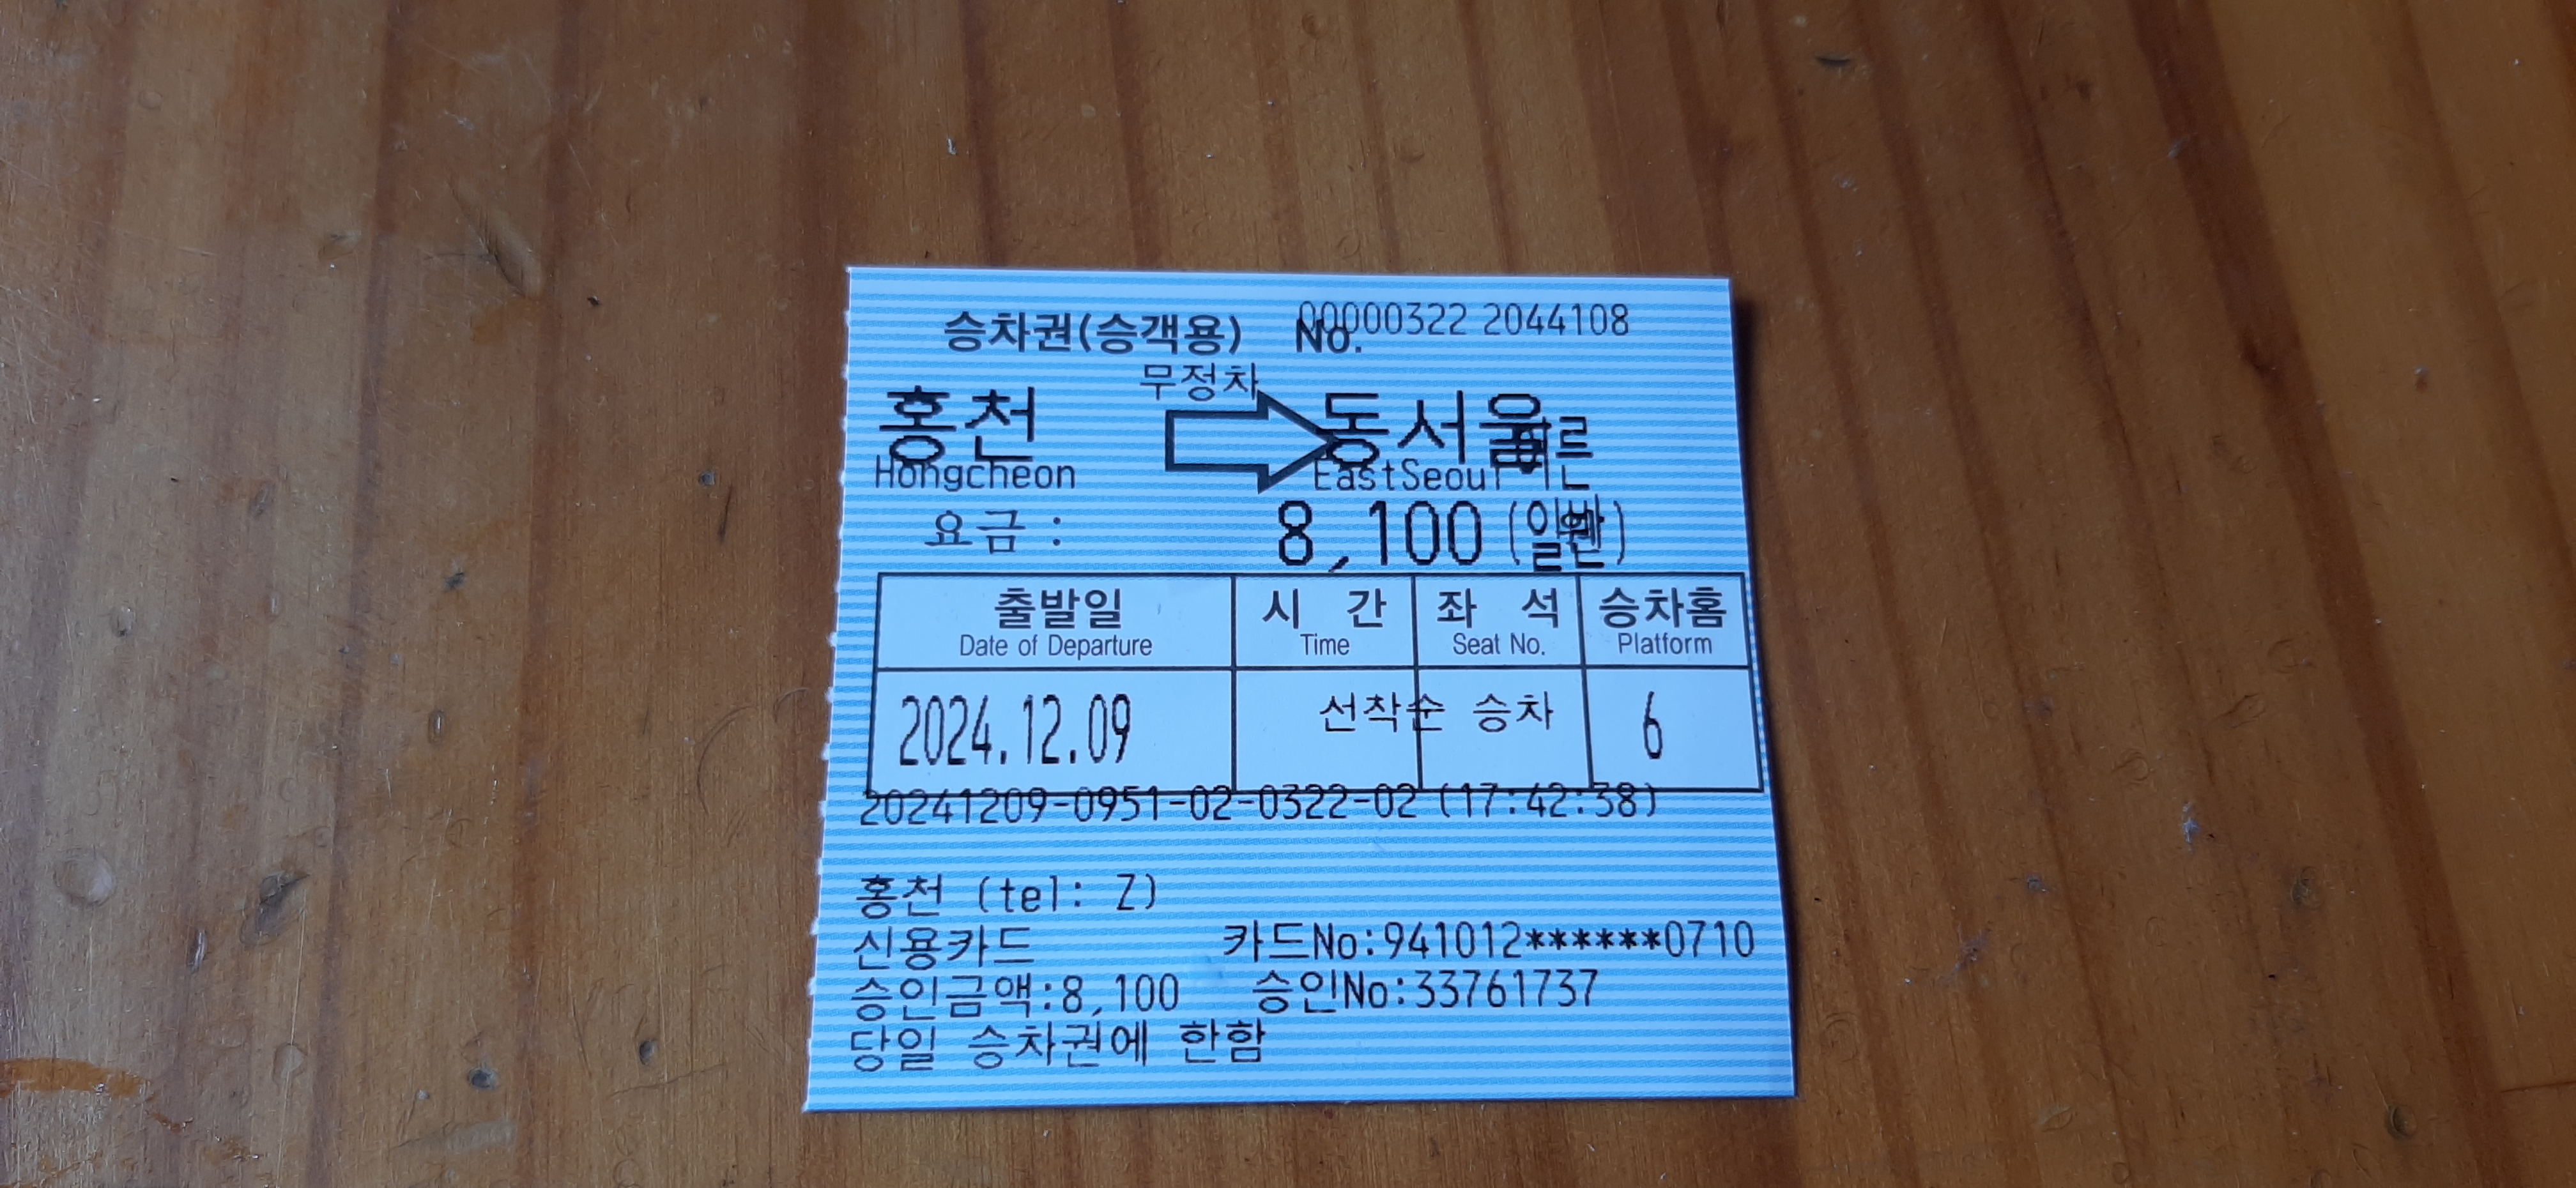 승차권(승객용) No. 00000322 2044108
무정차
홍천 동서울
Hongcheon EastSeoul
요금 : 8,100 (일반)
출발일 시 간 좌 석 승차홈
Date of Departure Time Seat No. Platform
2024.12.09 선착순 승차 6
20241209-0951-02-0322-02 (17:42:38)
홍천 (tel: Z)
신용카드 카드No:941012******0710
승인금액:8,100 승인No:33761737
당일 승차권에 한함